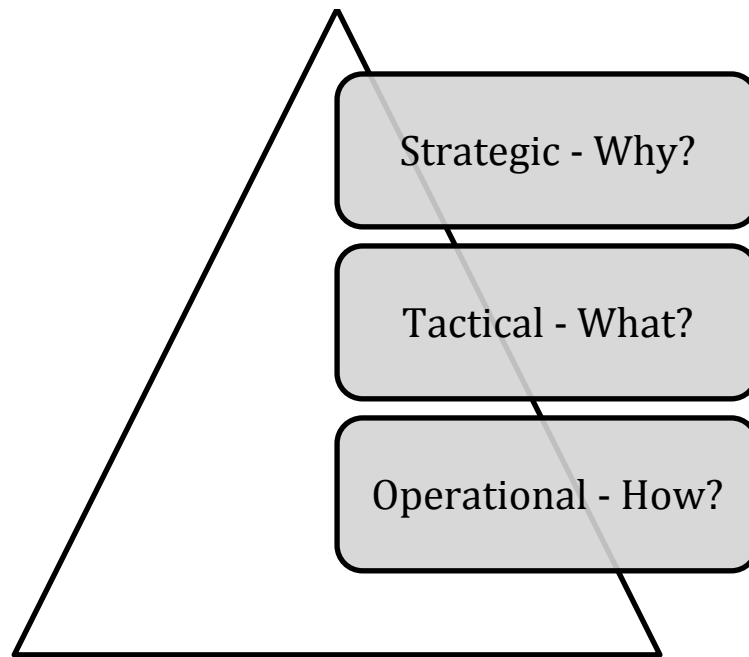 Strategic - Why?
Tactical - What?
Operational - How?